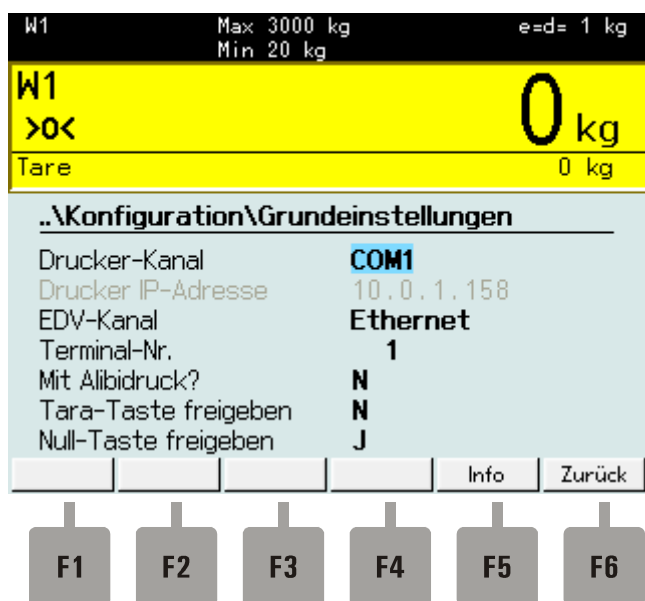 W1 Max 3000 kg e=d= 1 kg
Min 20 kg
W1 0 kg
>0<
Tare 0 kg
..\Konfiguration\Grundeinstellungen
Drucker-Kanal COM1
Drucker IP-Adresse 10.0.1.158
EDV-Kanal Ethernet
Terminal-Nr. 1
Mit Alibidruck? N
Tara-Taste freigeben N
Null-Taste freigeben J
Info Zurück
F1 F2 F3 F4 F5 F6